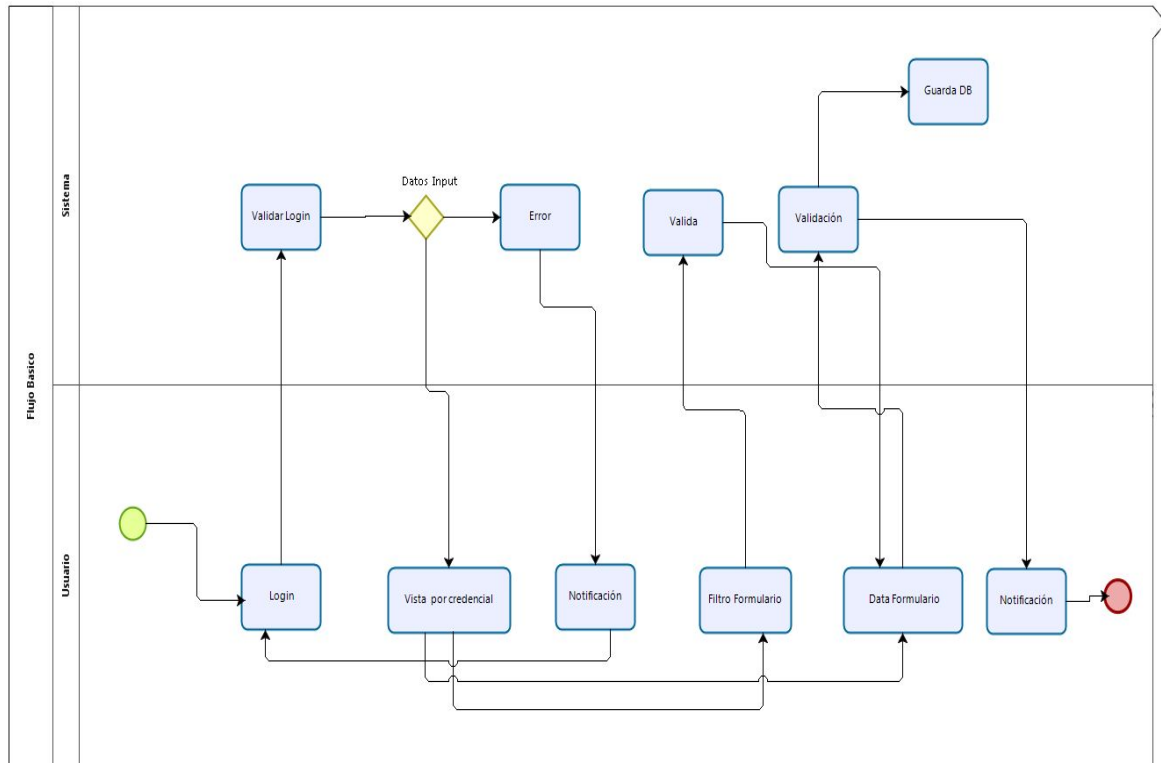 Flujo Basico
Sistema
Guarda DB
Datos Input
Validar Login
Error
Valida
Validación
Usuario
Login
Vista por credencial
Notificación
Filtro Formulario
Data Formulario
Notificación